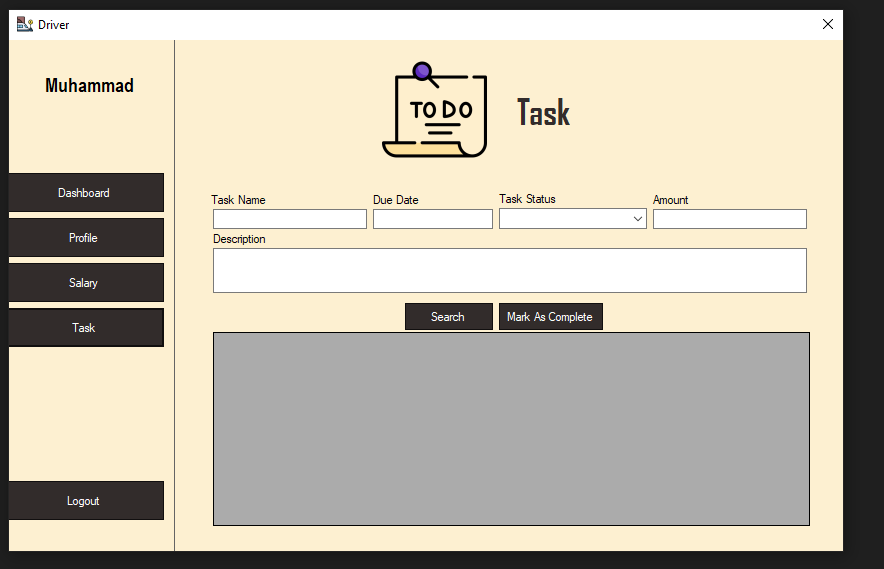 Driver
Muhammad
Dashboard
Profile
Salary
Task
Logout
TO DO
Task
Task Name
Due Date
Task Status
Amount
Description
Search
Mark As Complete